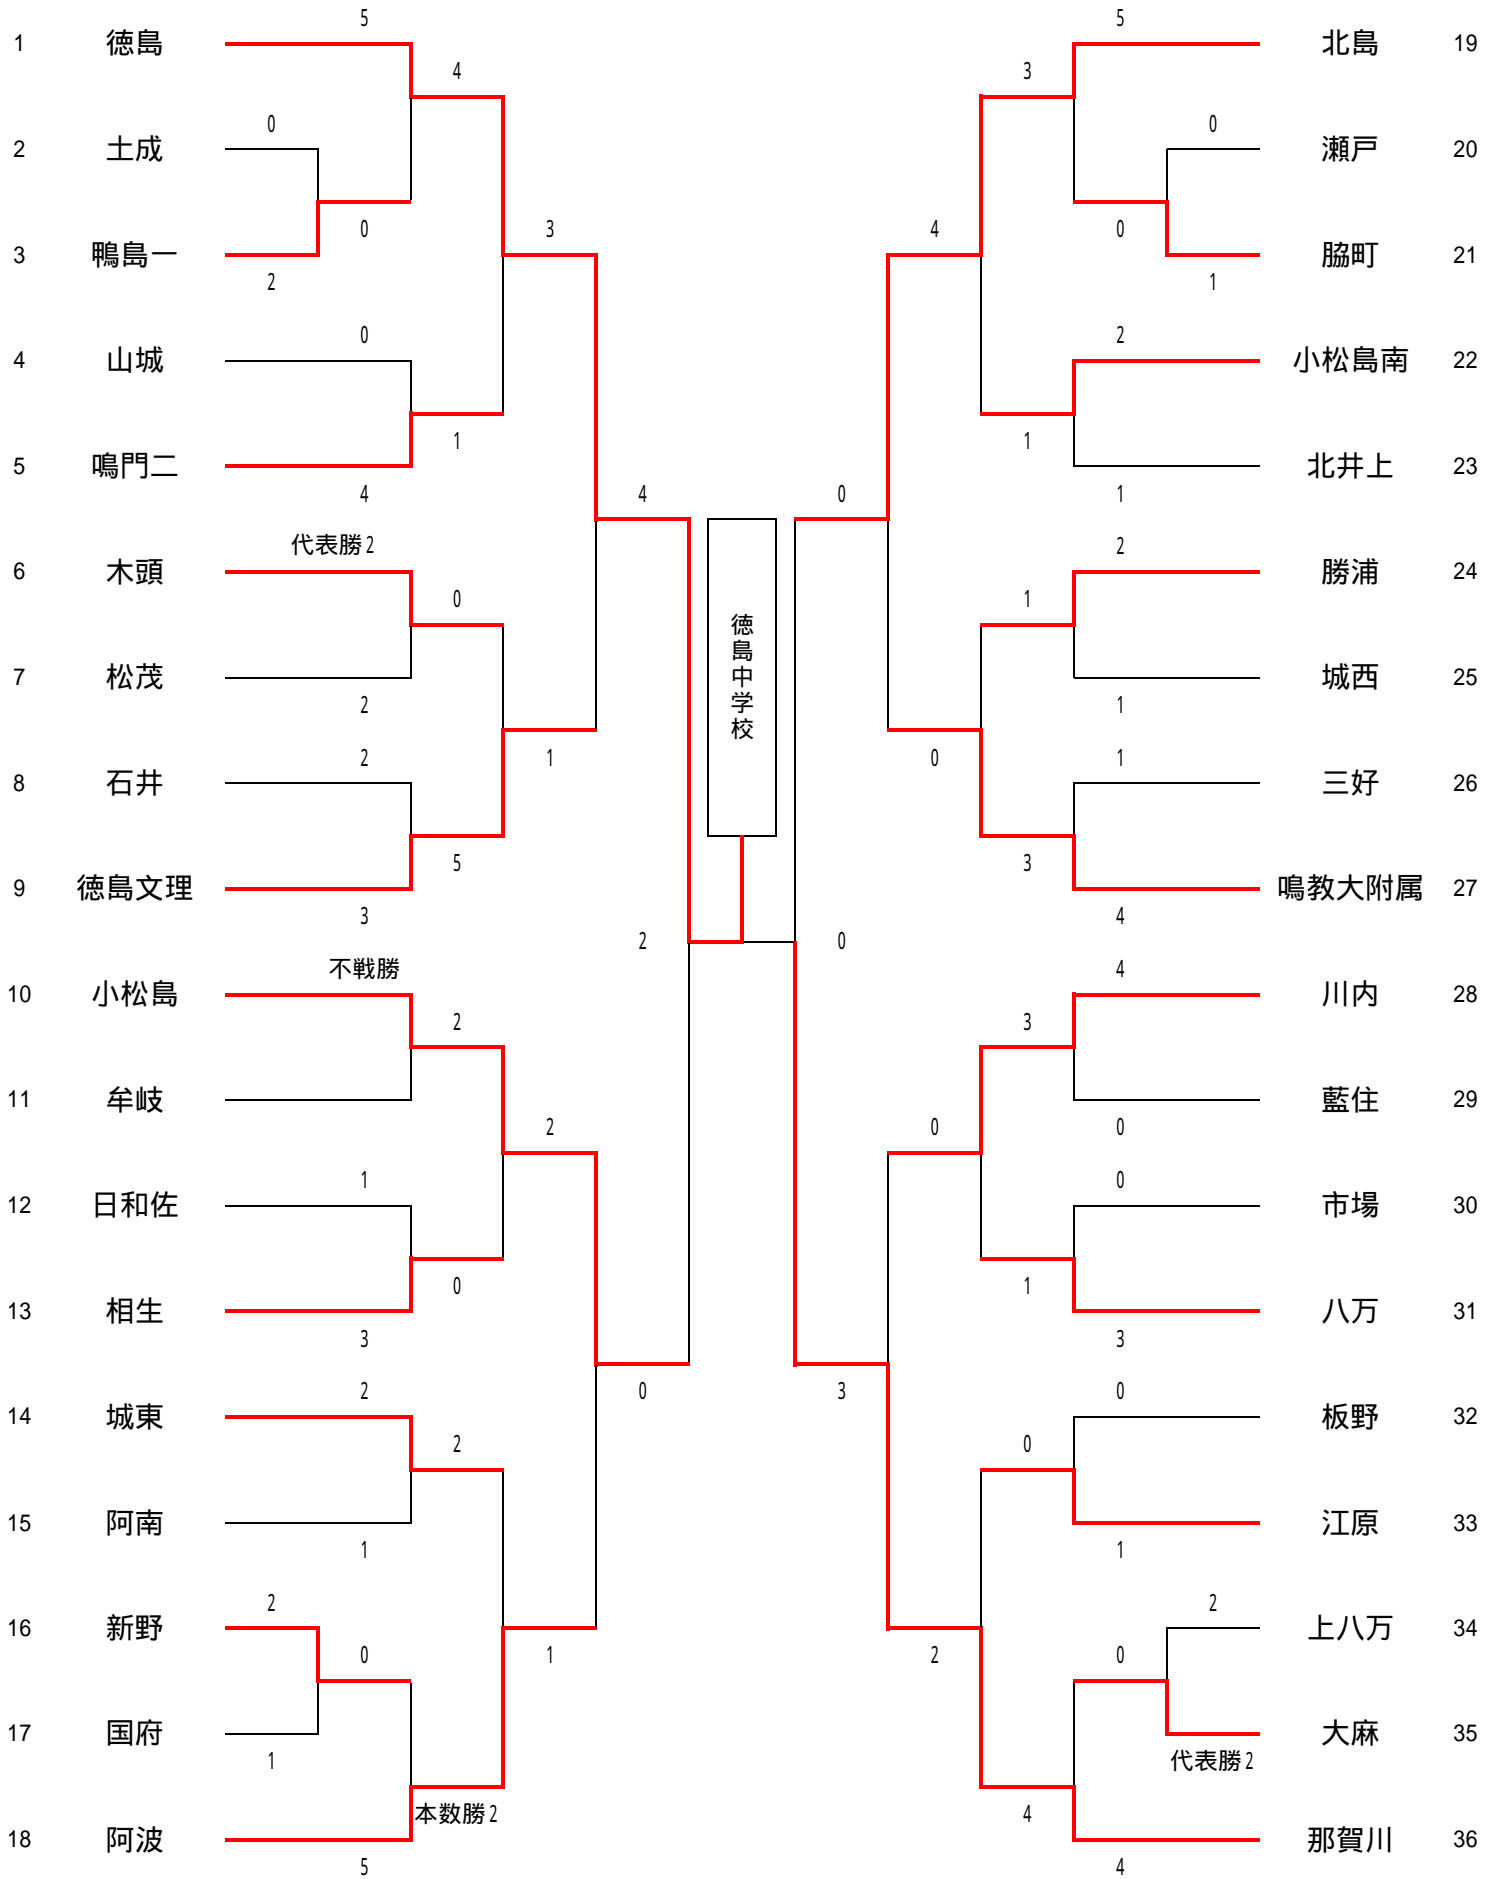 5
1 徳島
4
0
2 土成
3
0
3 鴨島一
2
0
4 山城
1
5 鳴門二
4
4
代表勝2
6 木頭
0
7 松茂
2
1
2
8 石井
5
9 徳島文理
3
2
不戦勝
10 小松島
2
11 牟岐
2
1
12 日和佐
0
13 相生
3
0
2
14 城東
2
15 阿南
1
2
16 新野
1
0
17 国府
1
本数勝2
18 阿波
5
徳島中学校
5
北島 19
3
0
瀬戸 20
4
0
脇町 21
1
2
小松島南 22
1
北井上 23
1
0
2
勝浦 24
1
城西 25
1
0
1
三好 26
3
鳴教大附属 27
4
0
4
川内 28
3
藍住 29
0
0
0
市場 30
1
八万 31
3
3
0
板野 32
0
江原 33
1
2
上八万 34
2
0
大麻 35
代表勝2
4
那賀川 36
4